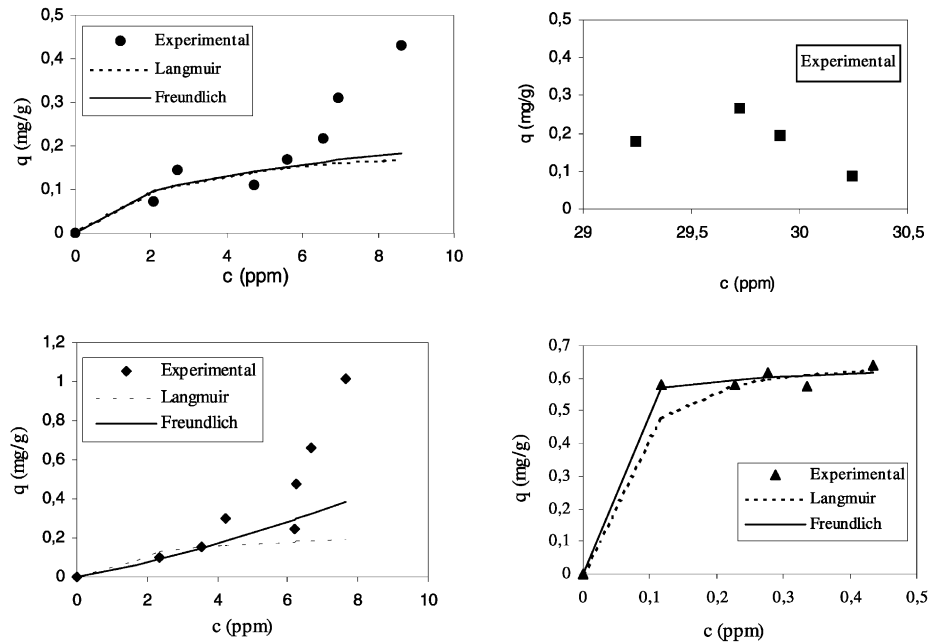 0,5
0,4
0,3
0,2
0,1
0
q (mg/g)
Experimental
Langmuir
Freundlich
0 2 4 6 8 10
c (ppm)
0,5
0,4
0,3
0,2
0,1
0
q (mg/g)
Experimental
29 29,5 30 30,5
c (ppm)
1,2
1
0,8
0,6
0,4
0,2
0
q (mg/g)
Experimental
Langmuir
Freundlich
0 2 4 6 8 10
c (ppm)
0,7
0,6
0,5
0,4
0,3
0,2
0,1
0
q (mg/g)
Experimental
Langmuir
Freundlich
0 0,1 0,2 0,3 0,4 0,5
c (ppm)